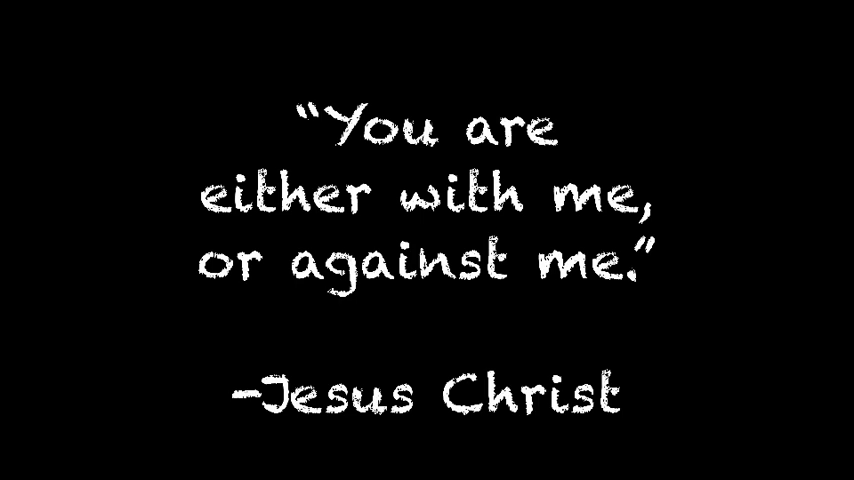 “You are
either with me,
or against me.”
-Jesus Christ